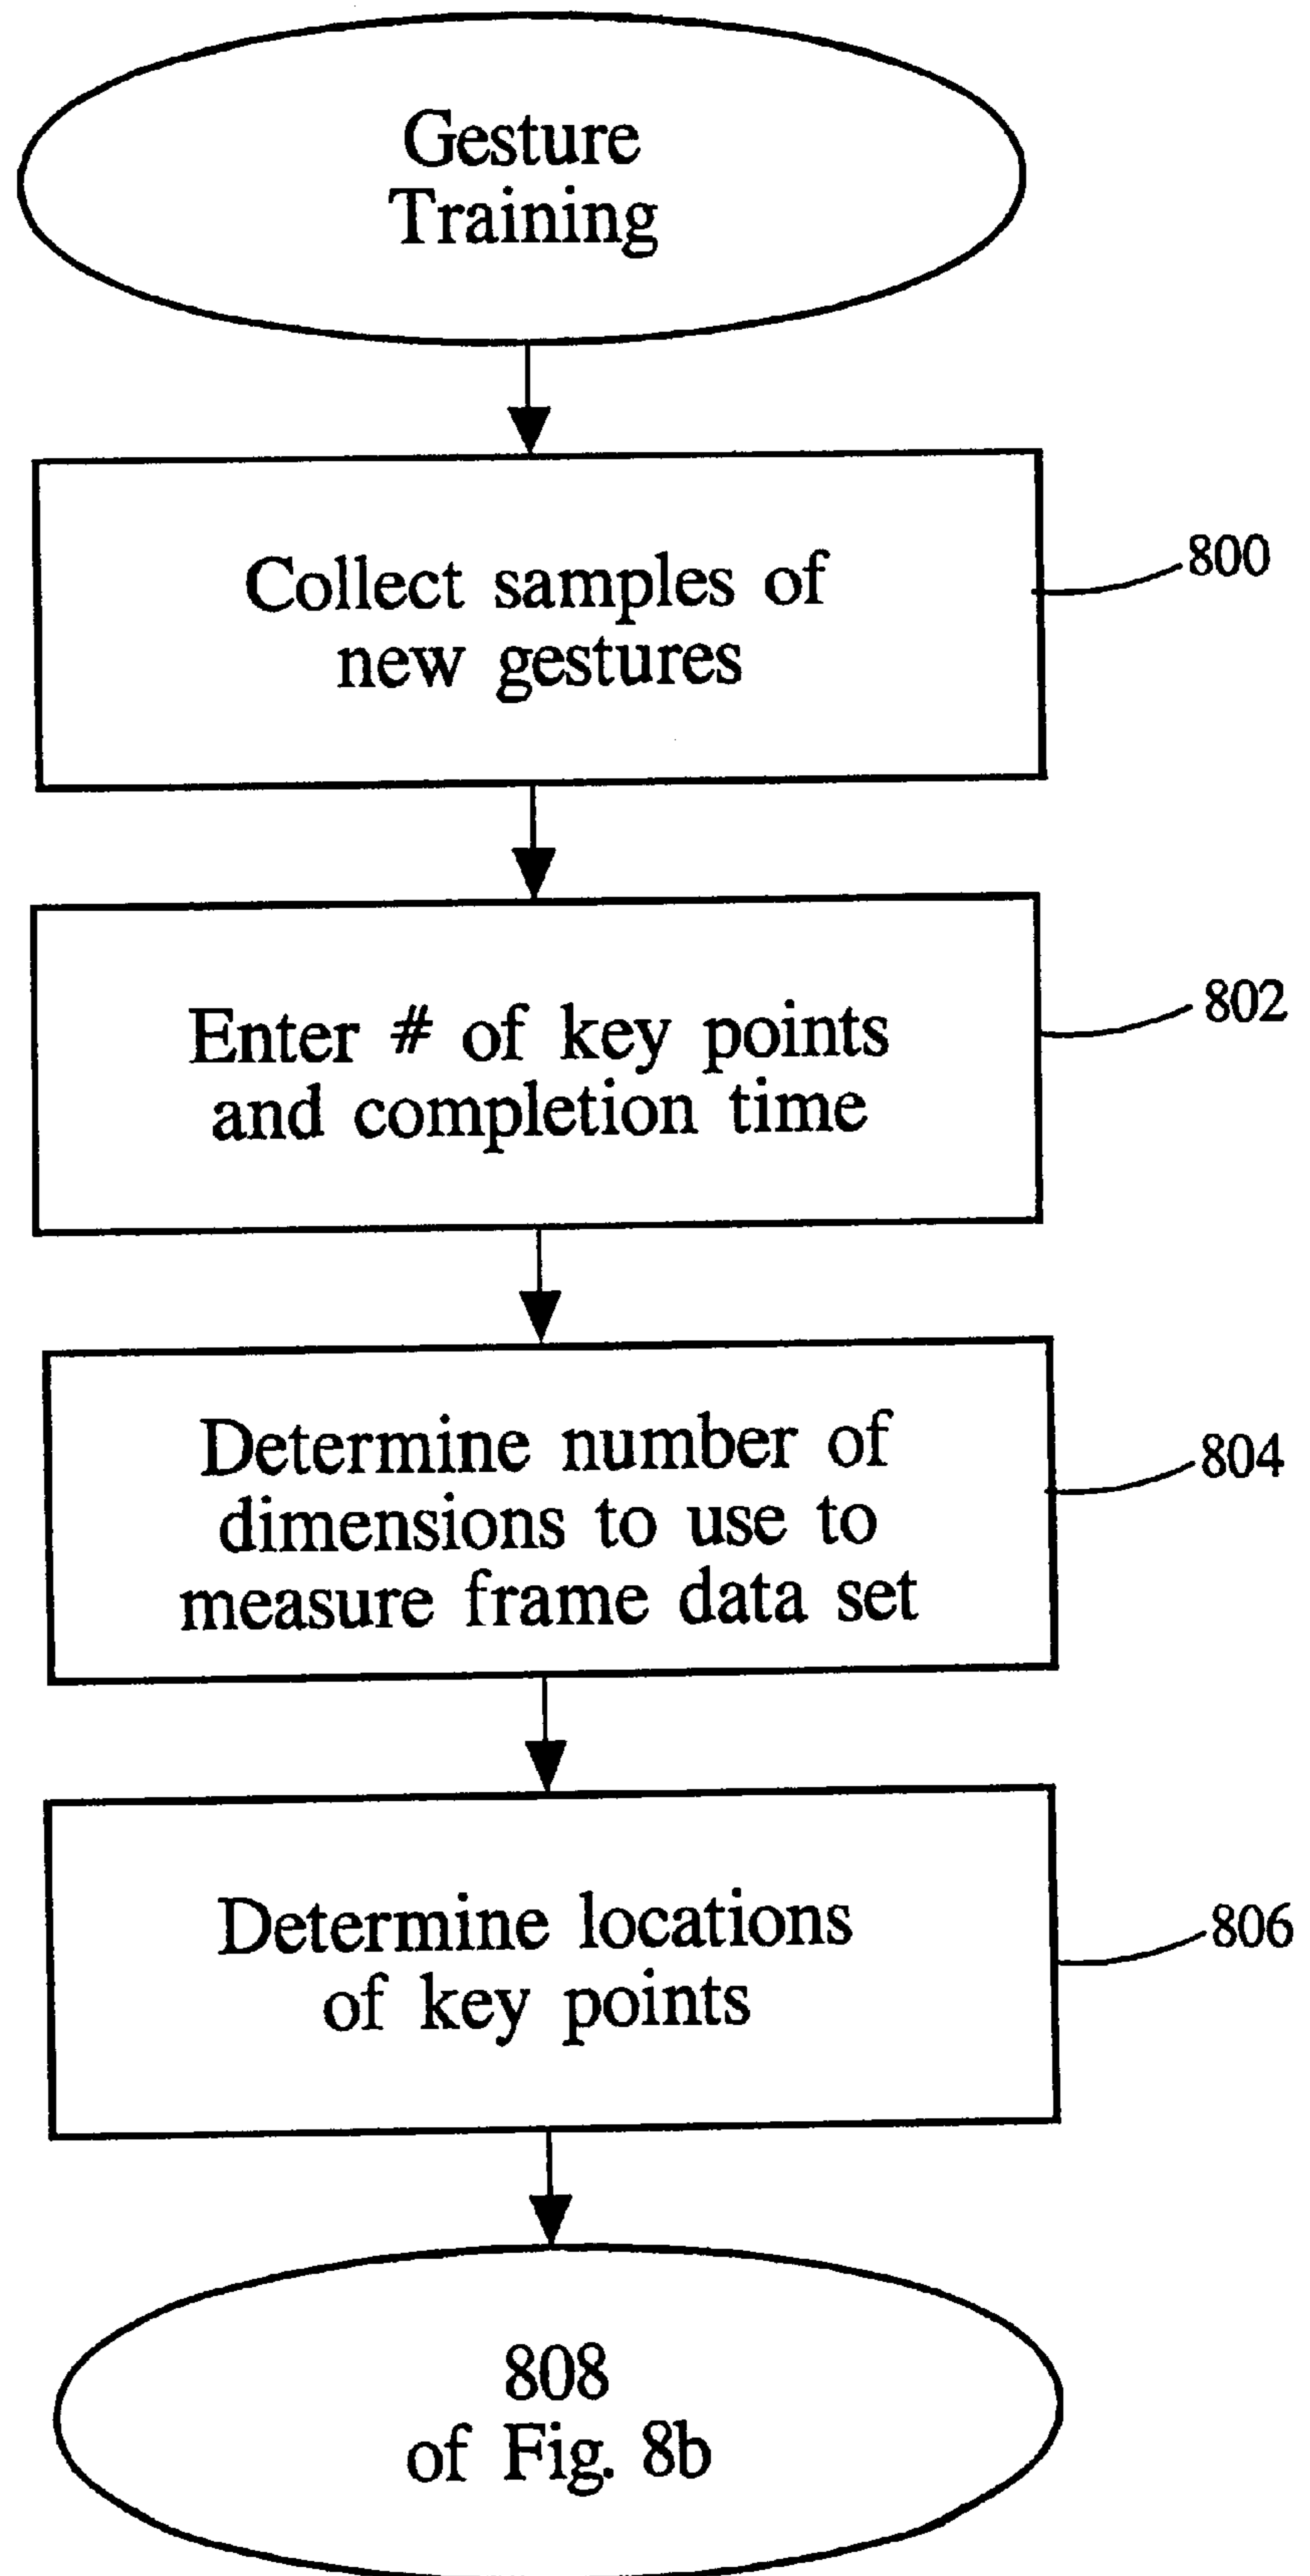 Gesture
Training
Collect samples of
new gestures
800
Enter # of key points
and completion time
802
Determine number of
dimensions to use to
measure frame data set
804
Determine locations
of key points
806
808
of Fig. 8b